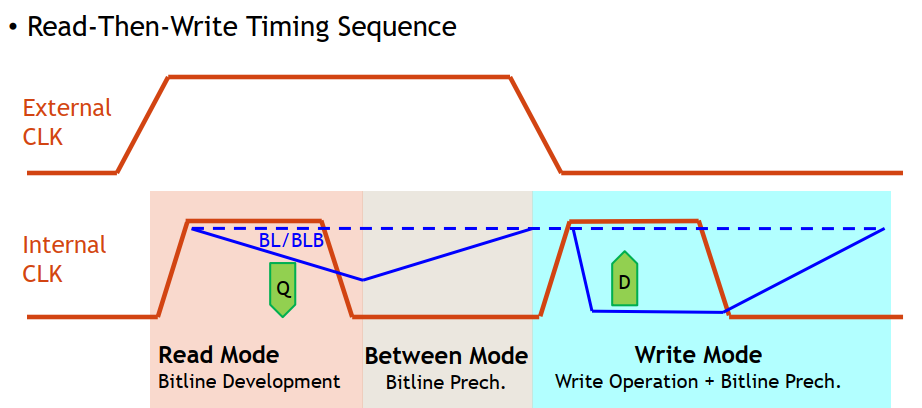 • Read-Then-Write Timing Sequence
External
CLK
Internal
CLK
BL/BLB
Q
D
Read Mode
Bitline Development
Between Mode
Bitline Prech.
Write Mode
Write Operation + Bitline Prech.